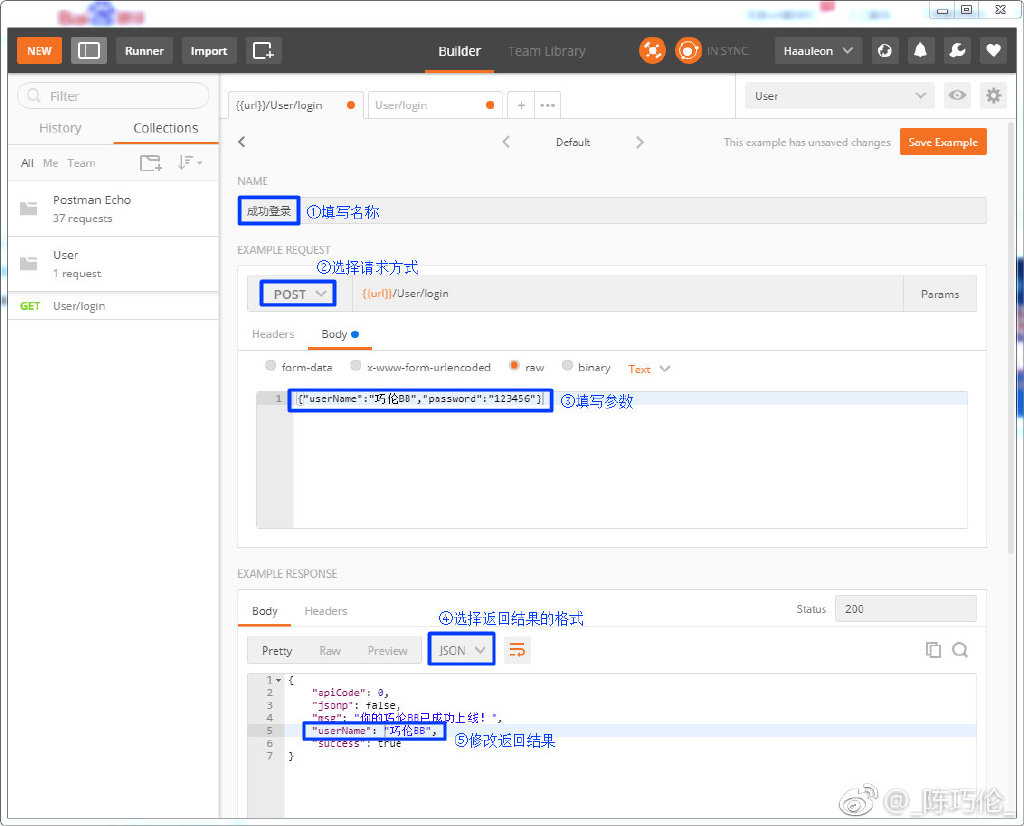 NEW Runner Import Builder Team Library IN SYNC Haauleon
Filter
History Collections
All Me Team
Postman Echo
37 requests
User
1 request
GET User/login
{{url}}/User/login User/login + ••• User
Default This example has unsaved changes Save Example
NAME
成功登录 ①填写名称
EXAMPLE REQUEST
②选择请求方式
POST {{url}}/User/login Params
Headers Body
form-data x-www-form-urlencoded raw binary Text
1 {"userName":"巧伦BB","password":"123456"} ③填写参数
EXAMPLE RESPONSE
Body Headers Status 200
④选择返回结果的格式
Pretty Raw Preview JSON
1 {
2 "apiCode": 0,
3 "jsonp": false,
4 "msg": "你的巧伦BB已成功上线！",
5 "userName": "巧伦BB",
⑤修改返回结果
6 "success": true
7 }
@_陈巧伦_